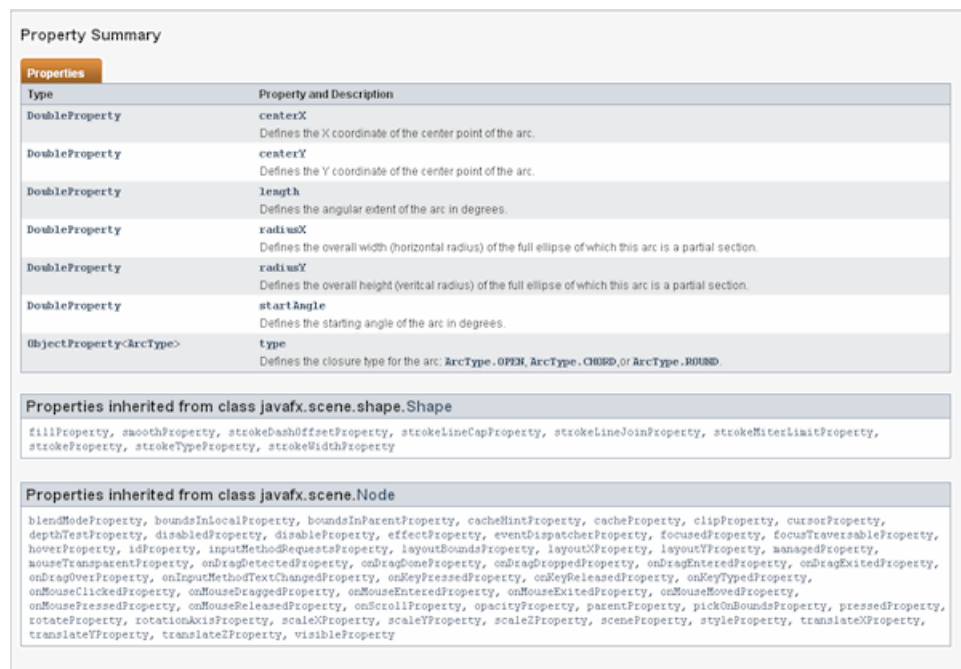 Property Summary
Properties
Type Property and Description
DoubleProperty centerX
Defines the X coordinate of the center point of the arc.
DoubleProperty centerY
Defines the Y coordinate of the center point of the arc.
DoubleProperty length
Defines the angular extent of the arc in degrees.
DoubleProperty radiusX
Defines the overall width (horizontal radius) of the full ellipse of which this arc is a partial section.
DoubleProperty radiusY
Defines the overall height (veritcal radius) of the full ellipse of which this arc is a partial section.
DoubleProperty startAngle
Defines the starting angle of the arc in degrees.
ObjectProperty<ArcType> type
Defines the closure type for the arc: ArcType.OPEN, ArcType.CHORD,or ArcType.ROUND.
Properties inherited from class javafx.scene.shape.Shape
fillProperty, smoothProperty, strokeDashOffsetProperty, strokeLineCapProperty, strokeLineJoinProperty, strokeMiterLimitProperty,
strokeProperty, strokeTypeProperty, strokeWidthProperty
Properties inherited from class javafx.scene.Node
blendModeProperty, boundsInLocalProperty, boundsInParentProperty, cacheHintProperty, cacheProperty, clipProperty, cursorProperty,
depthTestProperty, disabledProperty, disableProperty, effectProperty, eventDispatcherProperty, focusedProperty, focusTraversableProperty,
hoverProperty, idProperty, inputMethodRequestsProperty, layoutBoundsProperty, layoutXProperty, layoutYProperty, managedProperty,
mouseTransparentProperty, onDragDetectedProperty, onDragDoneProperty, onDragDroppedProperty, onDragEnteredProperty, onDragExitedProperty,
onDragOverProperty, onInputMethodTextChangedProperty, onKeyPressedProperty, onKeyReleasedProperty, onKeyTypedProperty,
onMouseClickedProperty, onMouseDraggedProperty, onMouseEnteredProperty, onMouseExitedProperty, onMouseMovedProperty,
onMousePressedProperty, onMouseReleasedProperty, onScrollProperty, opacityProperty, parentProperty, pickOnBoundsProperty, pressedProperty,
rotateProperty, rotationAxisProperty, scaleXProperty, scaleYProperty, scaleZProperty, sceneProperty, styleProperty, translateXProperty,
translateYProperty, translateZProperty, visibleProperty